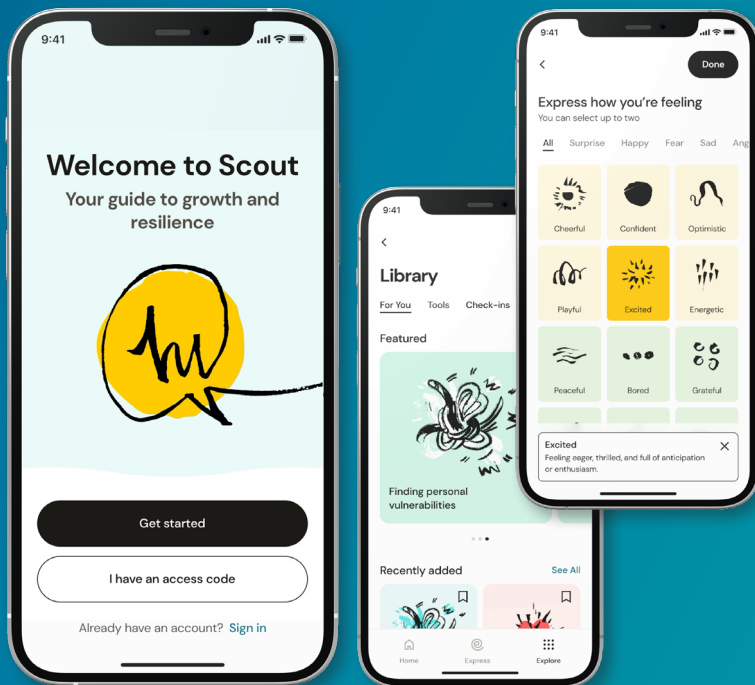 9:41
Welcome to Scout
Your guide to growth and
resilience
hi
Get started
I have an access code
Already have an account? Sign in
9:41
Library
For You Tools Check-ins
Featured
Finding personal
vulnerabilities
Recently added See All
Home Express Explore
9:41
Done
Express how you’re feeling
You can select up to two
All Surprise Happy Fear Sad Ang
Cheerful Confident Optimistic
Playful Excited Energetic
Peaceful Bored Grateful
Excited
Feeling eager, thrilled, and full of anticipation
or enthusiasm.